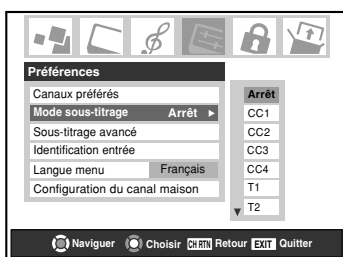 Préférences
Canaux préférés
Mode sous-titrage Arrêt
Sous-titrage avancé
Identification entrée
Langue menu Français
Configuration du canal maison
Arrêt
CC1
CC2
CC3
CC4
T1
T2
Naviguer Choisir CH RTN Retour EXIT Quitter